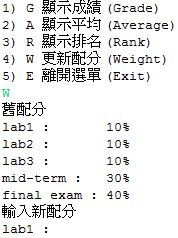 1) G 顯示成績 (Grade)
2) A 顯示平均 (Average)
3) R 顯示排名 (Rank)
4) W 更新配分 (Weight)
5) E 離開選單 (Exit)
W
舊配分
lab1 : 10%
lab2 : 10%
lab3 : 10%
mid-term : 30%
final exam : 40%
輸入新配分
lab1 :